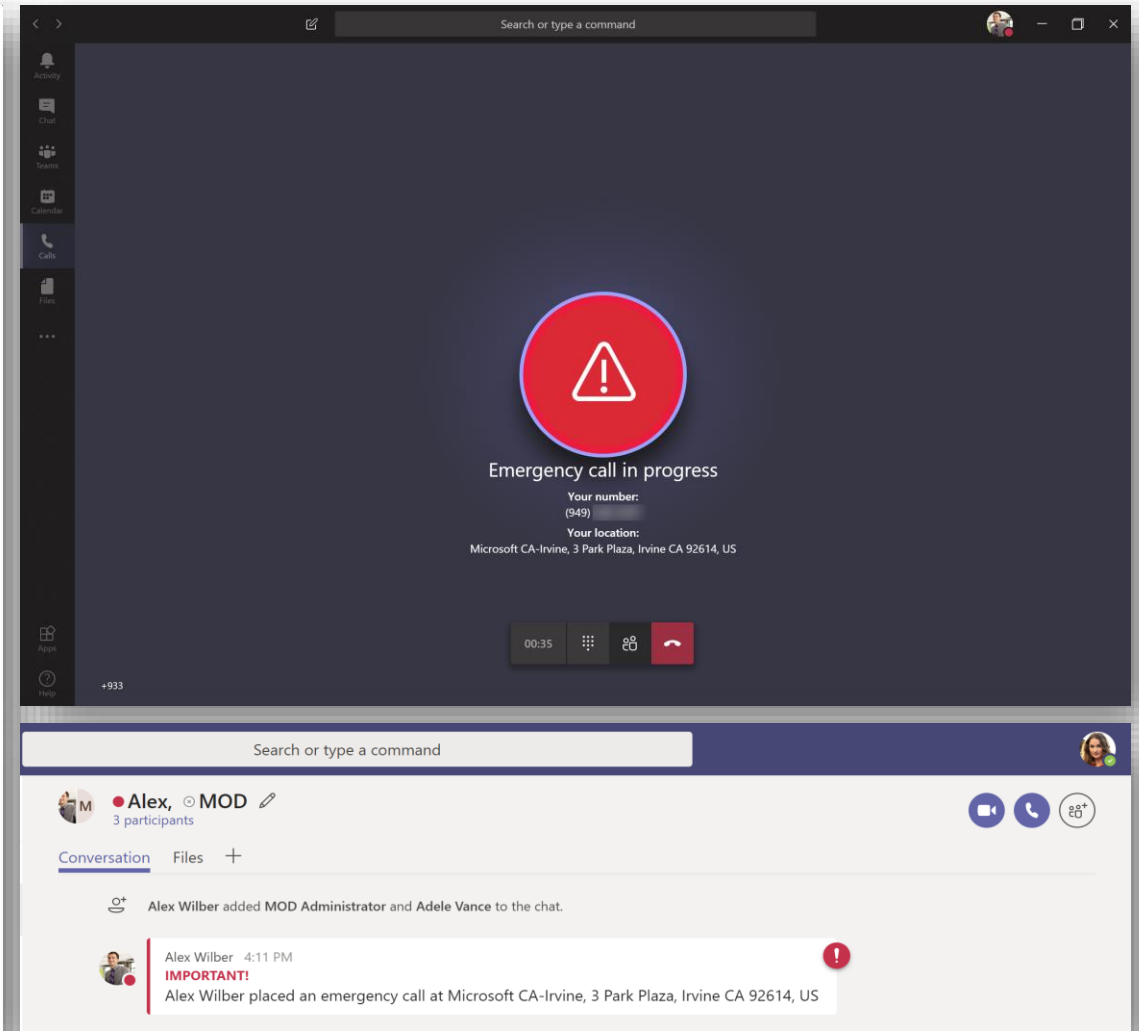 Search or type a command
Activity
Chat
Teams
Calendar
Calls
Files
Emergency call in progress
Your number:
(949)
Your location:
Microsoft CA-Irvine, 3 Park Plaza, Irvine CA 92614, US
00:35
Apps
Help
+933
Search or type a command
M
Alex, MOD
3 participants
Conversation Files
Alex Wilber added MOD Administrator and Adele Vance to the chat.
Alex Wilber 4:11 PM
IMPORTANT!
Alex Wilber placed an emergency call at Microsoft CA-Irvine, 3 Park Plaza, Irvine CA 92614, US